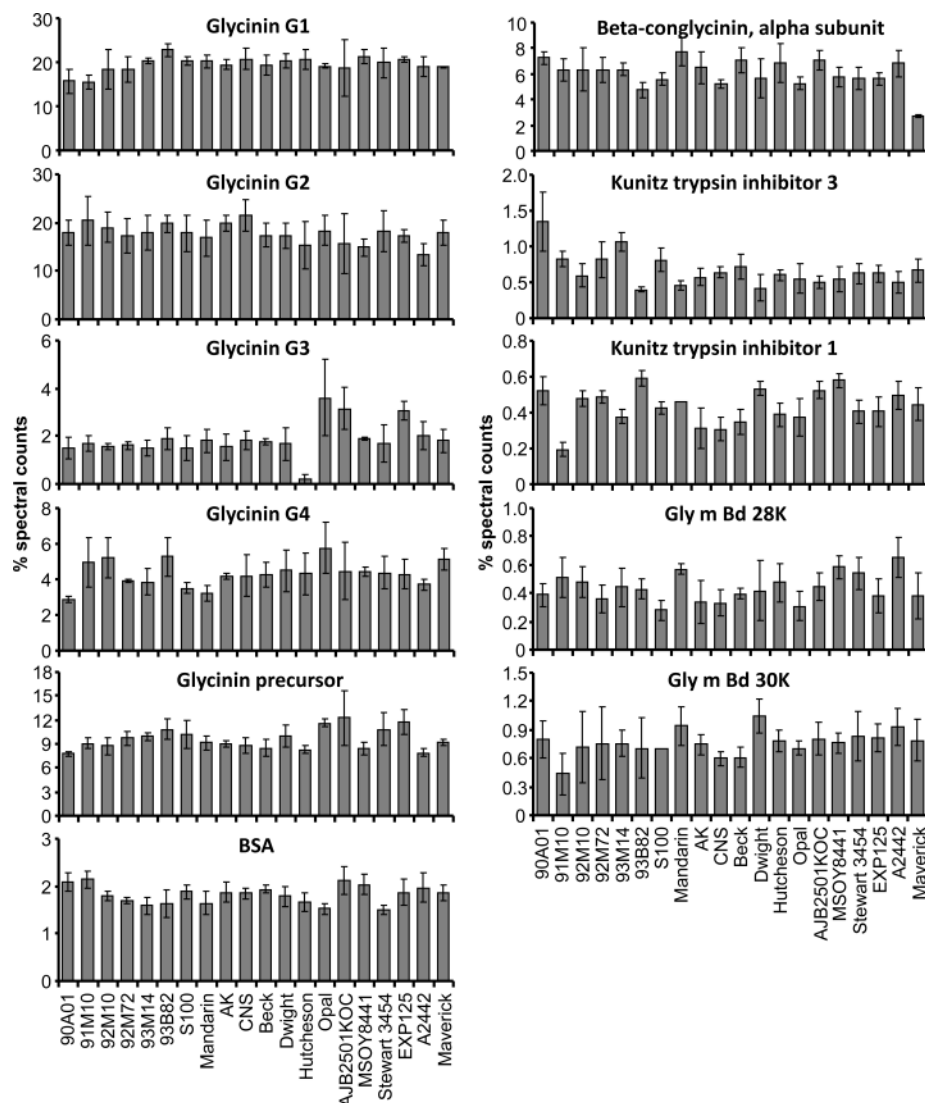 Glycinin G1
30
20
10
0
Glycinin G2
30
20
10
0
Glycinin G3
6
4
2
0
% spectral counts
Glycinin G4
8
6
4
2
0
Glycinin precursor
18
15
12
9
6
3
0
BSA
3
2
1
0
90A01
91M10
92M10
92M72
93M14
93B82
S100
Mandarin
AK
CNS
Beck
Dwight
Hutcheson
Opal
AJB2501KOC
MSOY8441
Stewart 3454
EXP125
A2442
Maverick
Beta-conglycinin, alpha subunit
10
8
6
4
2
0
Kunitz trypsin inhibitor 3
2.0
1.5
1.0
0.5
0
Kunitz trypsin inhibitor 1
0.8
0.6
0.4
0.2
0
% spectral counts
Gly m Bd 28K
1.0
0.8
0.6
0.4
0.2
0
Gly m Bd 30K
1.5
1.2
0.9
0.6
0.3
0
90A01
91M10
92M10
92M72
93M14
93B82
S100
Mandarin
AK
CNS
Beck
Dwight
Hutcheson
Opal
AJB2501KOC
MSOY8441
Stewart 3454
EXP125
A2442
Maverick